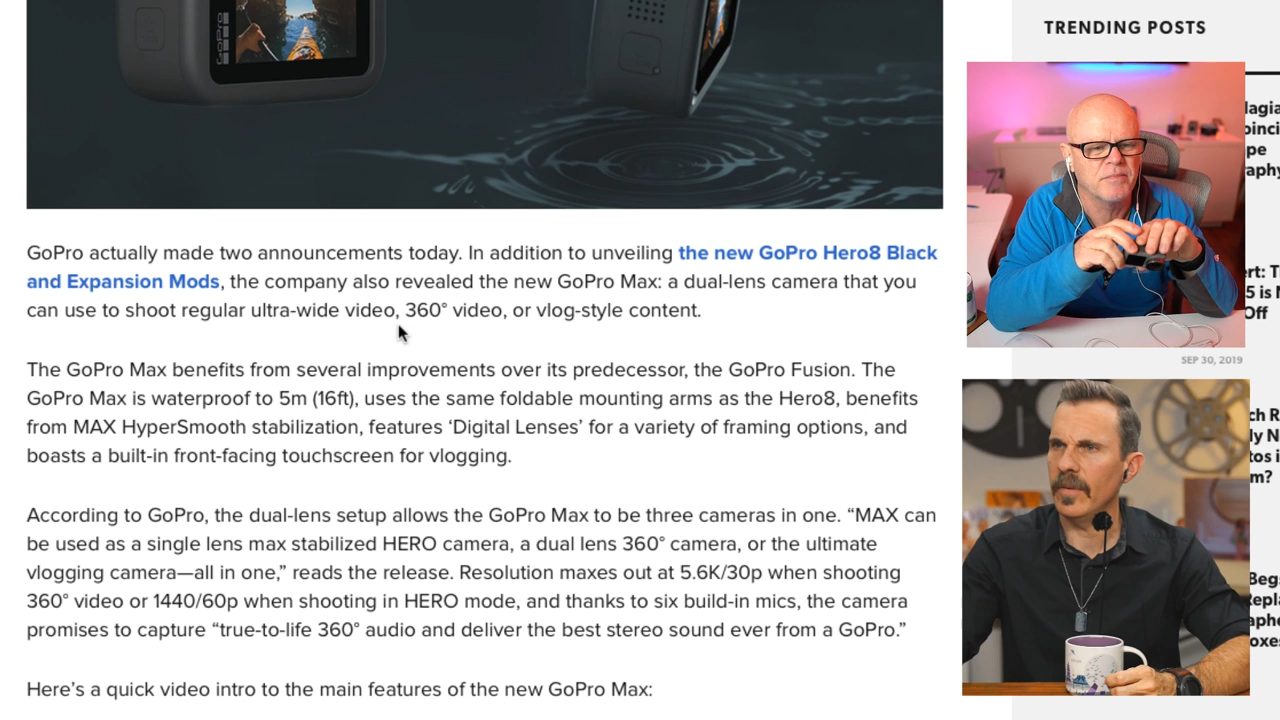 GoPro
TRENDING POSTS
GoPro actually made two announcements today. In addition to unveiling the new GoPro Hero8 Black
and Expansion Mods, the company also revealed the new GoPro Max: a dual-lens camera that you
can use to shoot regular ultra-wide video, 360° video, or vlog-style content.
The GoPro Max benefits from several improvements over its predecessor, the GoPro Fusion. The
GoPro Max is waterproof to 5m (16ft), uses the same foldable mounting arms as the Hero8, benefits
from MAX HyperSmooth stabilization, features ‘Digital Lenses’ for a variety of framing options, and
boasts a built-in front-facing touchscreen for vlogging.
According to GoPro, the dual-lens setup allows the GoPro Max to be three cameras in one. “MAX can
be used as a single lens max stabilized HERO camera, a dual lens 360° camera, or the ultimate
vlogging camera—all in one,” reads the release. Resolution maxes out at 5.6K/30p when shooting
360° video or 1440/60p when shooting in HERO mode, and thanks to six build-in mics, the camera
promises to capture “true-to-life 360° audio and deliver the best stereo sound ever from a GoPro.”
Here’s a quick video intro to the main features of the new GoPro Max:
SEP 30, 2019
5 is
Off